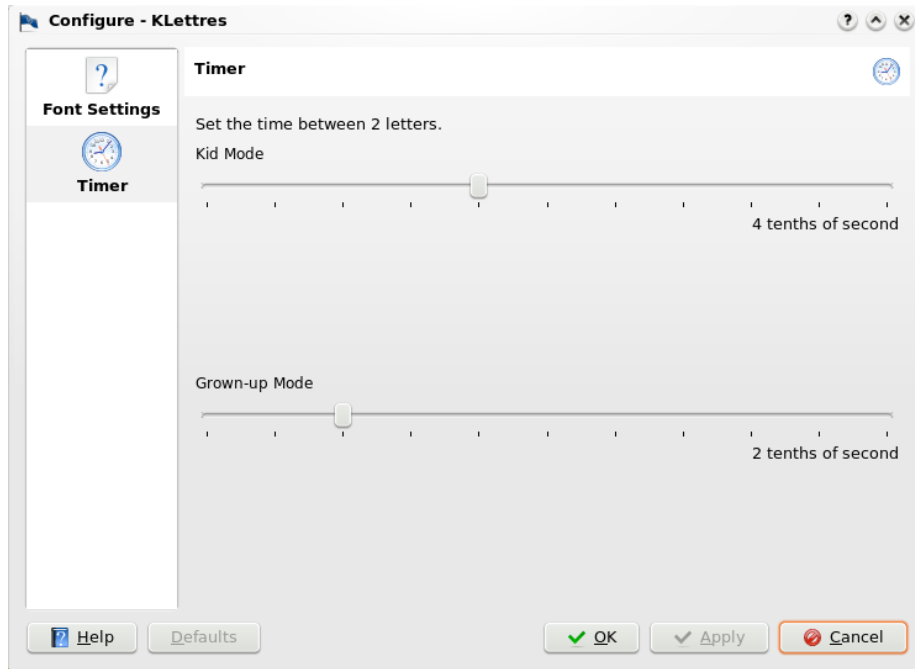 Configure - KLettres
Font Settings
Timer
Timer
Set the time between 2 letters.
Kid Mode
4 tenths of second
Grown-up Mode
2 tenths of second
Help
Defaults
OK
Apply
Cancel